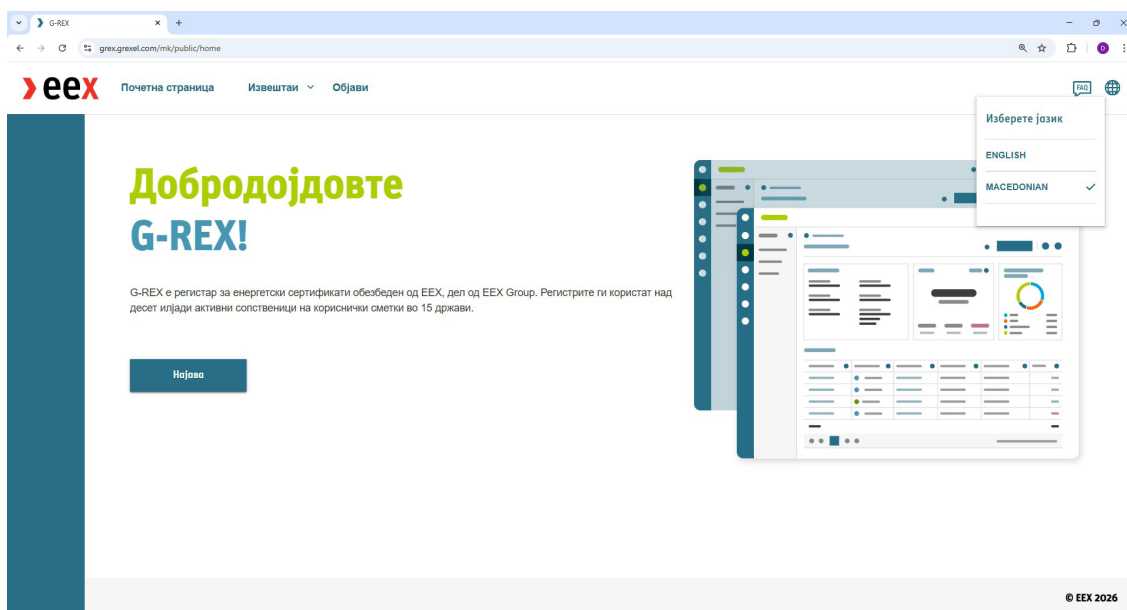 G-REX
grex.grexel.com/mk/public/home
D
eex
Почетна страница
Извештаи
Објави
FAQ
Изберете јазик
ENGLISH
MACEDONIAN
Добродојдовте
G-REX!
G-REX е регистар за енергетски сертификати обезбеден од EEX, дел од EEX Group. Регистрите ги користат над
десет илјади активни сопственици на кориснички сметки во 15 држави.
Најава
© EEX 2026